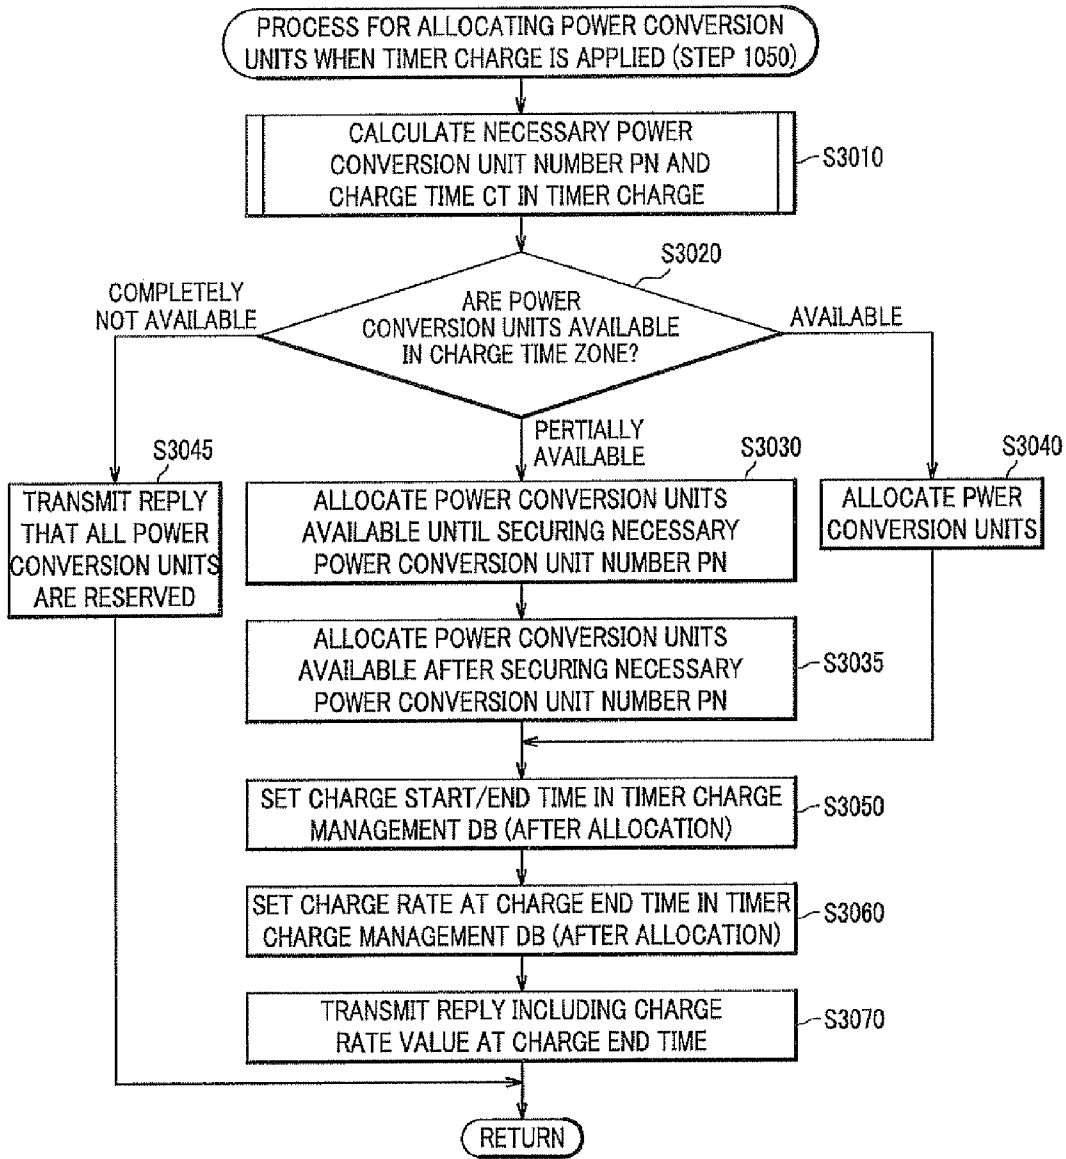 PROCESS FOR ALLOCATING POWER CONVERSION
UNITS WHEN TIMER CHARGE IS APPLIED (STEP 1050)
CALCULATE NECESSARY POWER
CONVERSION UNIT NUMBER PN AND
CHARGE TIME CT IN TIMER CHARGE
S3010
S3020
ARE POWER
CONVERSION UNITS AVAILABLE
IN CHARGE TIME ZONE?
COMPLETELY
NOT AVAILABLE
AVAILABLE
PARTIALLY
AVAILABLE
S3045
TRANSMIT REPLY
THAT ALL POWER
CONVERSION UNITS
ARE RESERVED
S3030
ALLOCATE POWER CONVERSION UNITS
AVAILABLE UNTIL SECURING NECESSARY
POWER CONVERSION UNIT NUMBER PN
S3040
ALLOCATE PWER
CONVERSION UNITS
ALLOCATE POWER CONVERSION UNITS
AVAILABLE AFTER SECURING NECESSARY
POWER CONVERSION UNIT NUMBER PN
S3035
SET CHARGE START/END TIME IN TIMER CHARGE
MANAGEMENT DB (AFTER ALLOCATION)
S3050
SET CHARGE RATE AT CHARGE END TIME IN TIMER
CHARGE MANAGEMENT DB (AFTER ALLOCATION)
S3060
TRANSMIT REPLY INCLUDING CHARGE
RATE VALUE AT CHARGE END TIME
S3070
RETURN